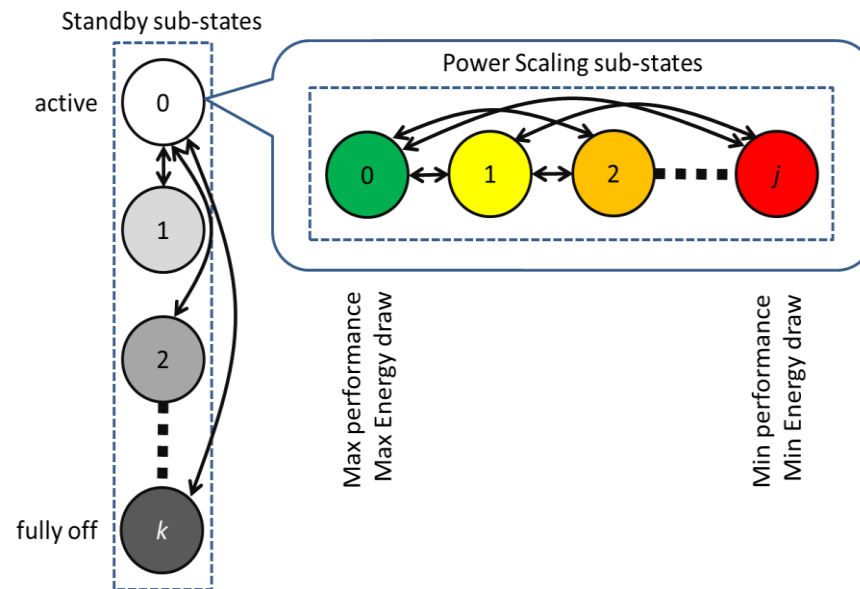 Standby sub-states
active
0
1
2
k
fully off
Power Scaling sub-states
0
1
2
j
Max performance
Max Energy draw
Min performance
Min Energy draw